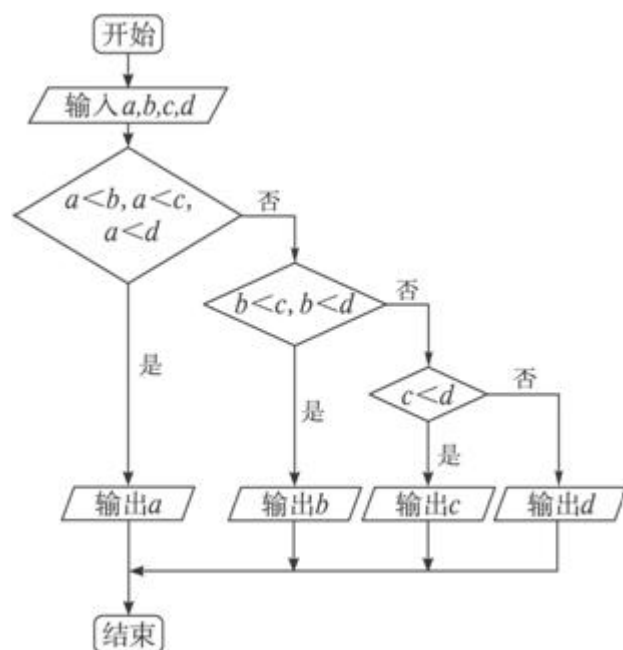 开始
输入a,b,c,d
a<b,a<c,
a<d
否
b<c,b<d
否
是
c<d
否
是
是
输出a
输出b
输出c
输出d
结束